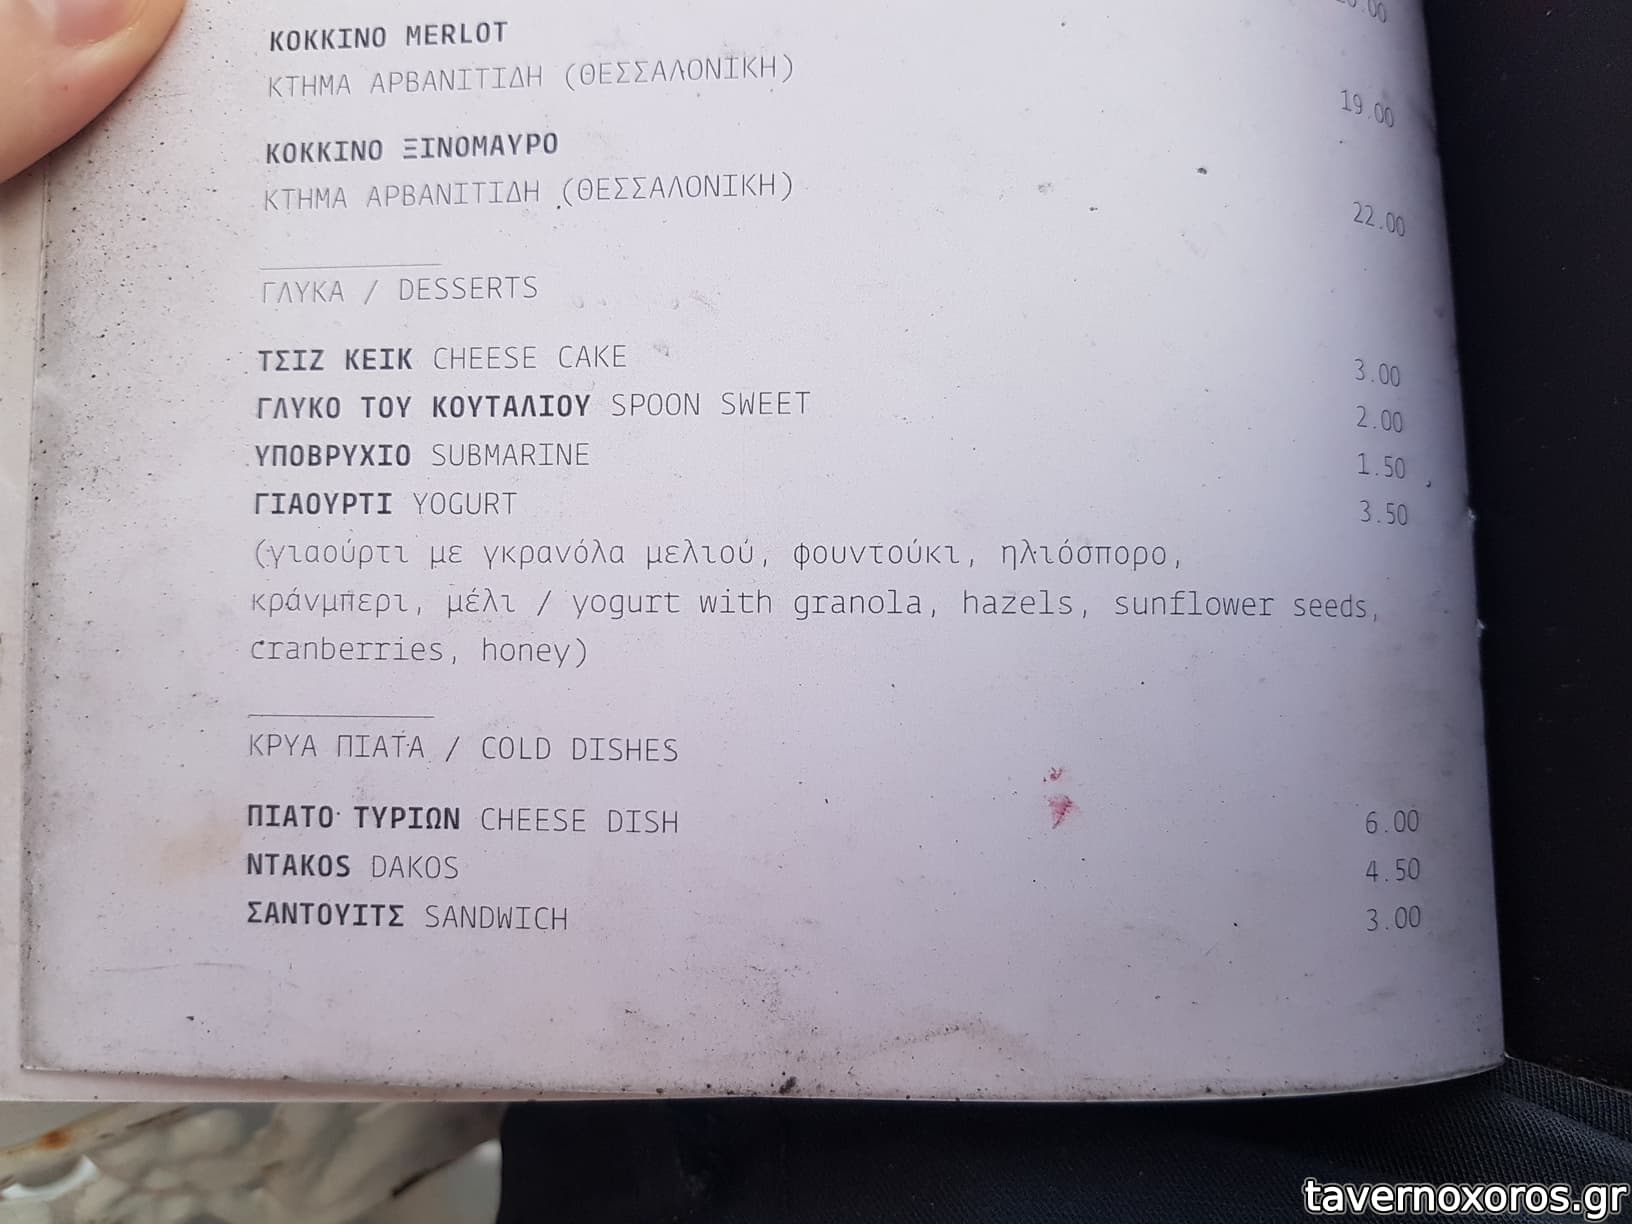 ΚΟΚΚΙΝΟ MERLOT
ΚΤΗΜΑ ΑΡΒΑΝΙΤΙΔΗ (ΘΕΣΣΑΛΟΝΙΚΗ) 19.00
ΚΟΚΚΙΝΟ ΞΙΝΟΜΑΥΡΟ
ΚΤΗΜΑ ΑΡΒΑΝΙΤΙΔΗ (ΘΕΣΣΑΛΟΝΙΚΗ) 22.00
ΓΛΥΚΑ / DESSERTS
ΤΣΙΖ ΚΕΙΚ CHEESE CAKE 3.00
ΓΛΥΚΟ ΤΟΥ ΚΟΥΤΑΛΙΟΥ SPOON SWEET 2.00
ΥΠΟΒΡΥΧΙΟ SUBMARINE 1.50
ΓΙΑΟΥΡΤΙ YOGURT 3.50
(γιαούρτι με γκρανόλα μελιού, φουντούκι, ηλιόσπορο,
κράνμπερι, μέλι / yogurt with granola, hazels, sunflower seeds,
cranberries, honey)
ΚΡΥΑ ΠΙΑΤΑ / COLD DISHES
ΠΙΑΤΟ ΤΥΡΙΩΝ CHEESE DISH 6.00
ΝΤΑΚΟS DAKOS 4.50
ΣΑΝΤΟΥΙΤΣ SANDWICH 3.00
tavernoxoros.gr